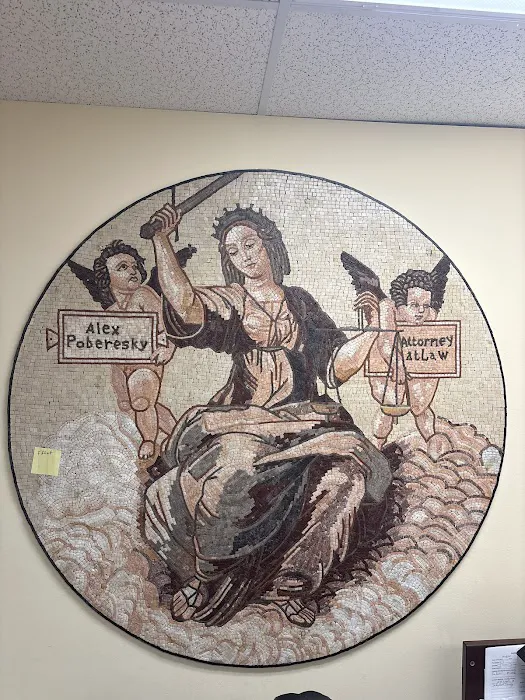 Alex
Poberesky
Attorney
at Law